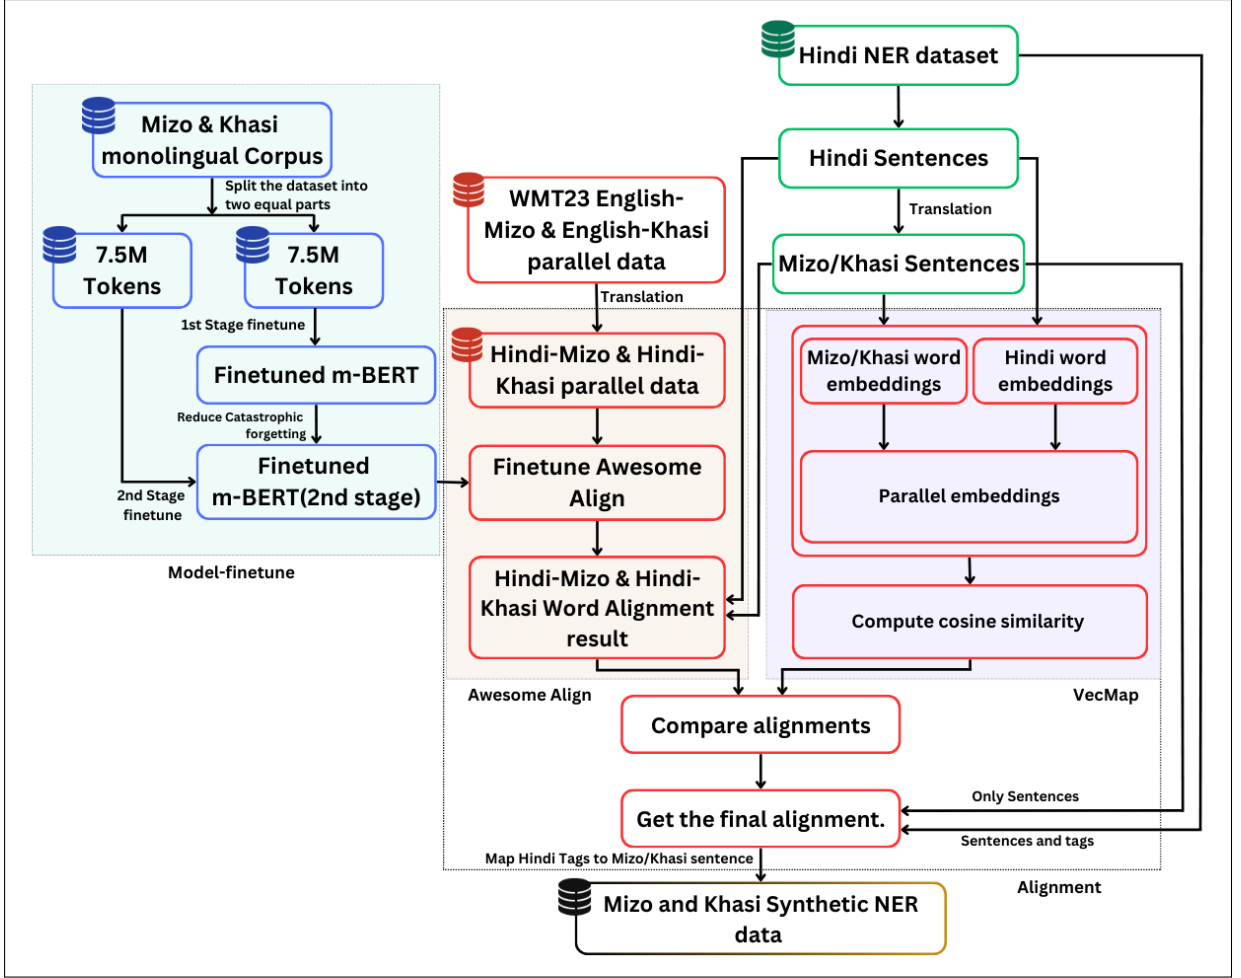 Hindi NER dataset
Mizo & Khasi
monolingual Corpus
Split the dataset into
two equal parts
7.5M
Tokens
7.5M
Tokens
1st Stage finetune
Finetuned m-BERT
Reduce Catastrophic
forgetting
Finetuned
m-BERT(2nd stage)
2nd Stage
finetune
Model-finetune
WMT23 English-
Mizo & English-Khasi
parallel data
Translation
Hindi-Mizo & Hindi-
Khasi parallel data
Finetune Awesome
Align
Hindi-Mizo & Hindi-
Khasi Word Alignment
result
Awesome Align
Hindi Sentences
Translation
Mizo/Khasi Sentences
Mizo/Khasi word
embeddings
Hindi word
embeddings
Parallel embeddings
Compute cosine similarity
VecMap
Compare alignments
Only Sentences
Get the final alignment.
Sentences and tags
Map Hindi Tags to Mizo/Khasi sentence
Alignment
Mizo and Khasi Synthetic NER
data